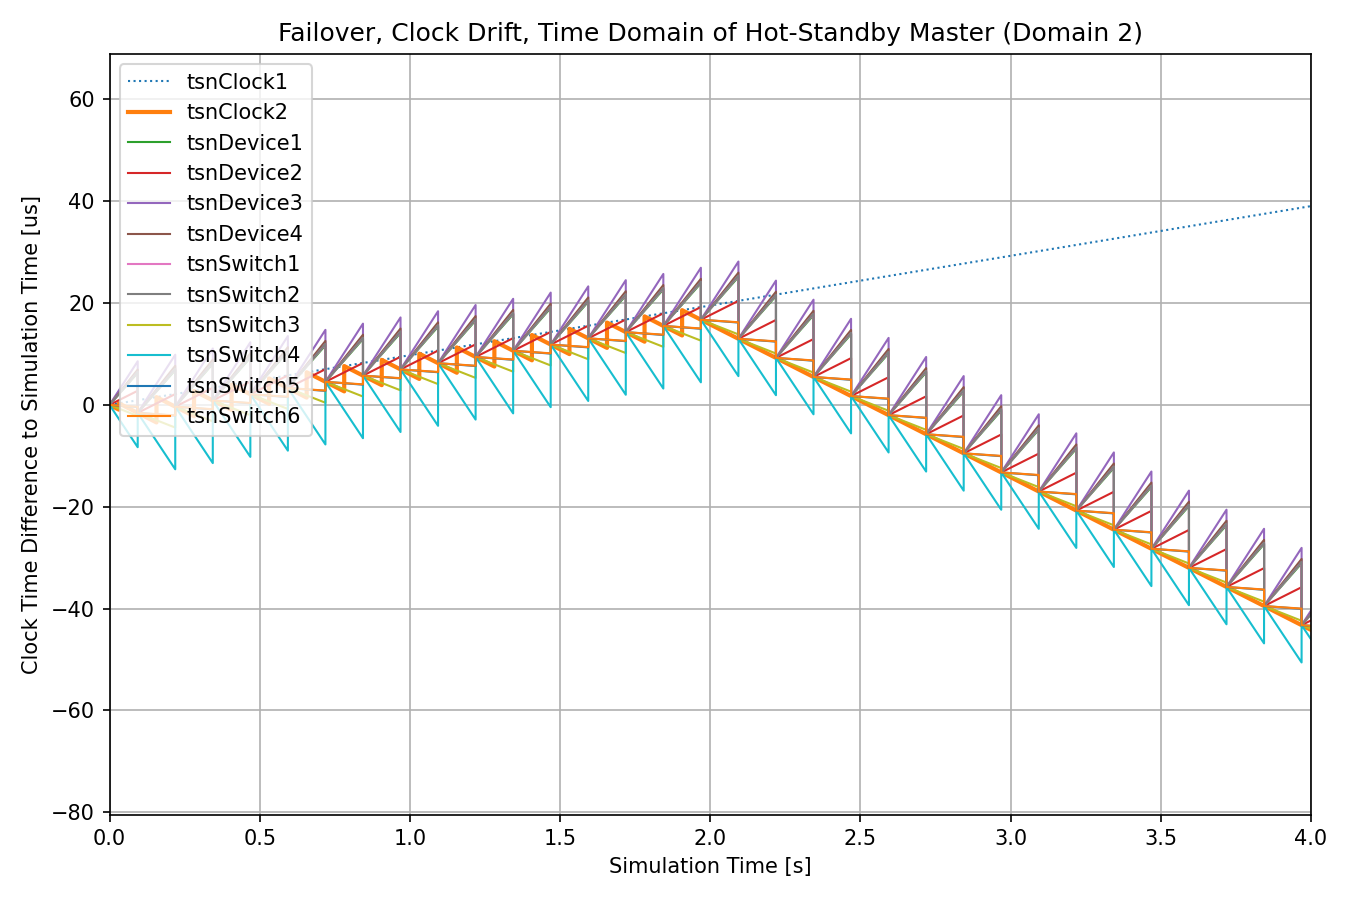 Failover, Clock Drift, Time Domain of Hot-Standby Master (Domain 2)
Clock Time Difference to Simulation Time [us]
60
40
20
0
−20
−40
−60
−80
tsnClock1
tsnClock2
tsnDevice1
tsnDevice2
tsnDevice3
tsnDevice4
tsnSwitch1
tsnSwitch2
tsnSwitch3
tsnSwitch4
tsnSwitch5
tsnSwitch6
0.0 0.5 1.0 1.5 2.0 2.5 3.0 3.5 4.0
Simulation Time [s]